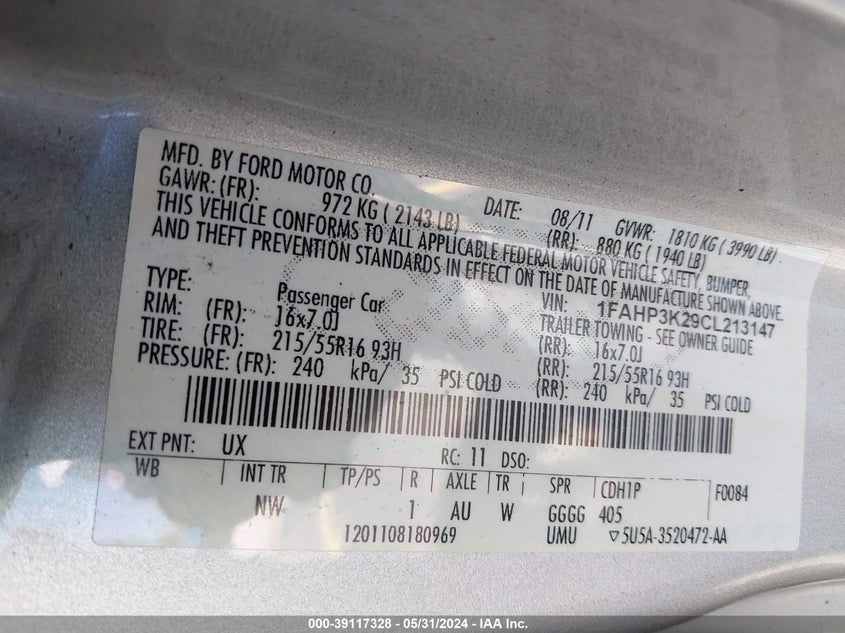 MFD. BY FORD MOTOR CO. DATE: 08/11 GVWR: 1810 KG ( 3990 LB)
GAWR: (FR): 972 KG ( 2143 LB) (RR): 880 KG ( 1940 LB)
THIS VEHICLE CONFORMS TO ALL APPLICABLE FEDERAL MOTOR VEHICLE SAFETY, BUMPER,
AND THEFT PREVENTION STANDARDS IN EFFECT ON THE DATE OF MANUFACTURE SHOWN ABOVE.
VIN: 1FAHP3K29CL213147
TYPE: Passenger Car TRAILER TOWING - SEE OWNER GUIDE
RIM: (FR): 16x7.0J (RR): 16x7.0J
TIRE: (FR): 215/55R16 93H (RR): 215/55R16 93H
PRESSURE: (FR): 240 kPa/ 35 PSI COLD (RR): 240 kPa/ 35 PSI COLD
EXT PNT: UX RC: 11 DSO:
WB INT TR TP/PS R AXLE TR SPR CDH1P F0084
NW 1 AU W GGGG 405
1201108180969 UMU ▽5U5A-3520472-AA
000-39117328 - 05/31/2024 - IAA Inc.